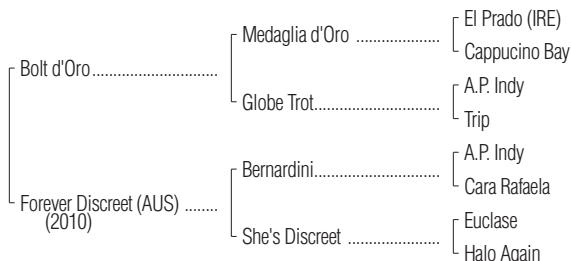 El Prado (IRE)
Medaglia d'Oro ....................
Cappucino Bay
Bolt d'Oro ..............................
A.P. Indy
Globe Trot..............................
Trip
A.P. Indy
Bernardini..............................
Cara Rafaela
Forever Discreet (AUS) ........
(2010)
Euclase
She's Discreet ......................
Halo Again